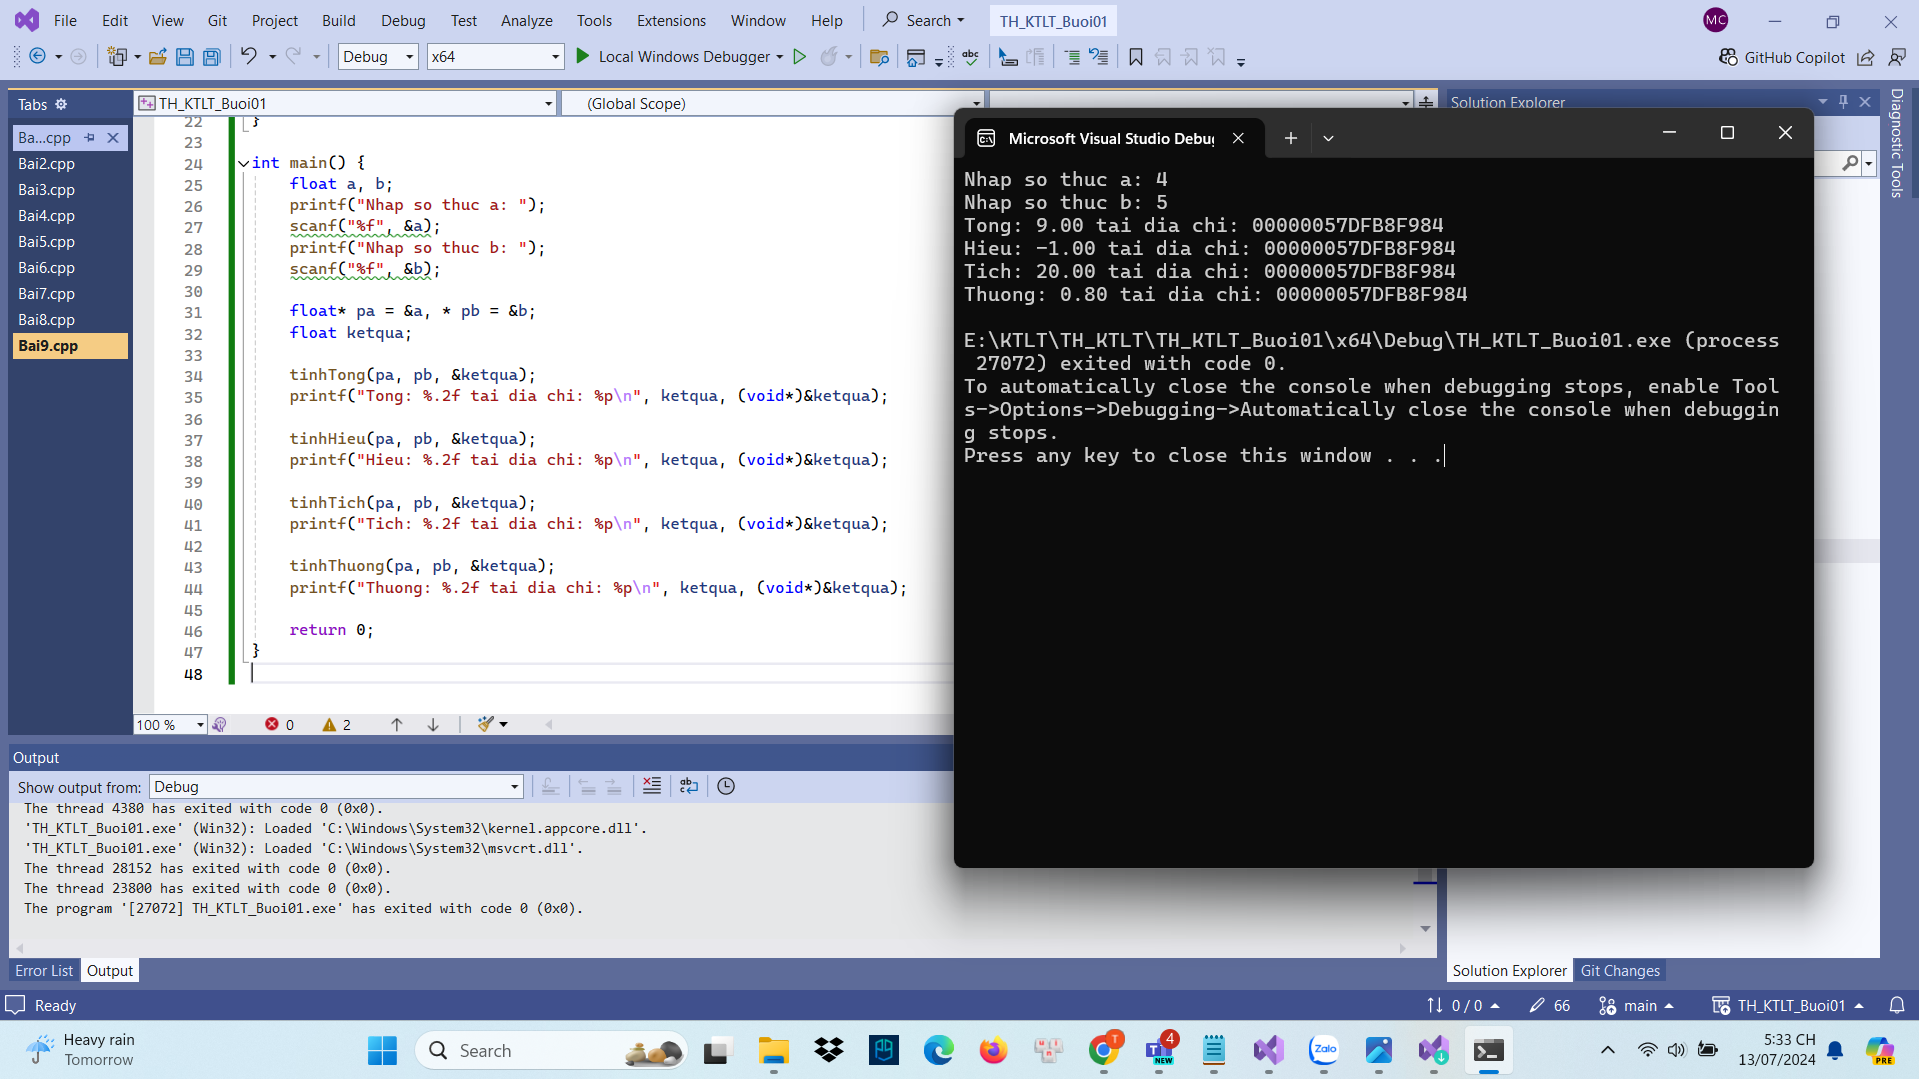 File Edit View Git Project Build Debug Test Analyze Tools Extensions Window Help Search TH_KTLT_Buoi01 MC
Debug x64 Local Windows Debugger GitHub Copilot
Tabs TH_KTLT_Buoi01 (Global Scope) Solution Explorer
Ba...cpp
Bai2.cpp
Bai3.cpp
Bai4.cpp
Bai5.cpp
Bai6.cpp
Bai7.cpp
Bai8.cpp
Bai9.cpp
22 }
23
24 int main() {
25 float a, b;
26 printf("Nhap so thuc a: ");
27 scanf("%f", &a);
28 printf("Nhap so thuc b: ");
29 scanf("%f", &b);
30
31 float* pa = &a, * pb = &b;
32 float ketqua;
33
34 tinhTong(pa, pb, &ketqua);
35 printf("Tong: %.2f tai dia chi: %p\n", ketqua, (void*)&ketqua);
36
37 tinhHieu(pa, pb, &ketqua);
38 printf("Hieu: %.2f tai dia chi: %p\n", ketqua, (void*)&ketqua);
39
40 tinhTich(pa, pb, &ketqua);
41 printf("Tich: %.2f tai dia chi: %p\n", ketqua, (void*)&ketqua);
42
43 tinhThuong(pa, pb, &ketqua);
44 printf("Thuong: %.2f tai dia chi: %p\n", ketqua, (void*)&ketqua);
45
46 return 0;
47 }
48
100 % 0 2
Microsoft Visual Studio Debu
Nhap so thuc a: 4
Nhap so thuc b: 5
Tong: 9.00 tai dia chi: 00000057DFB8F984
Hieu: -1.00 tai dia chi: 00000057DFB8F984
Tich: 20.00 tai dia chi: 00000057DFB8F984
Thuong: 0.80 tai dia chi: 00000057DFB8F984
E:\KTLT\TH_KTLT\TH_KTLT_Buoi01\x64\Debug\TH_KTLT_Buoi01.exe (process
27072) exited with code 0.
To automatically close the console when debugging stops, enable Tool
s->Options->Debugging->Automatically close the console when debuggin
g stops.
Press any key to close this window . . .
Diagnostic Tools
Output
Show output from: Debug
The thread 4380 has exited with code 0 (0x0).
'TH_KTLT_Buoi01.exe' (Win32): Loaded 'C:\Windows\System32\kernel.appcore.dll'.
'TH_KTLT_Buoi01.exe' (Win32): Loaded 'C:\Windows\System32\msvcrt.dll'.
The thread 28152 has exited with code 0 (0x0).
The thread 23800 has exited with code 0 (0x0).
The program '[27072] TH_KTLT_Buoi01.exe' has exited with code 0 (0x0).
Error List Output Solution Explorer Git Changes
Ready 0 / 0 66 main TH_KTLT_Buoi01
Heavy rain
Tomorrow
Search
T
4
NEW
Zalo
5:33 CH
13/07/2024
PRE